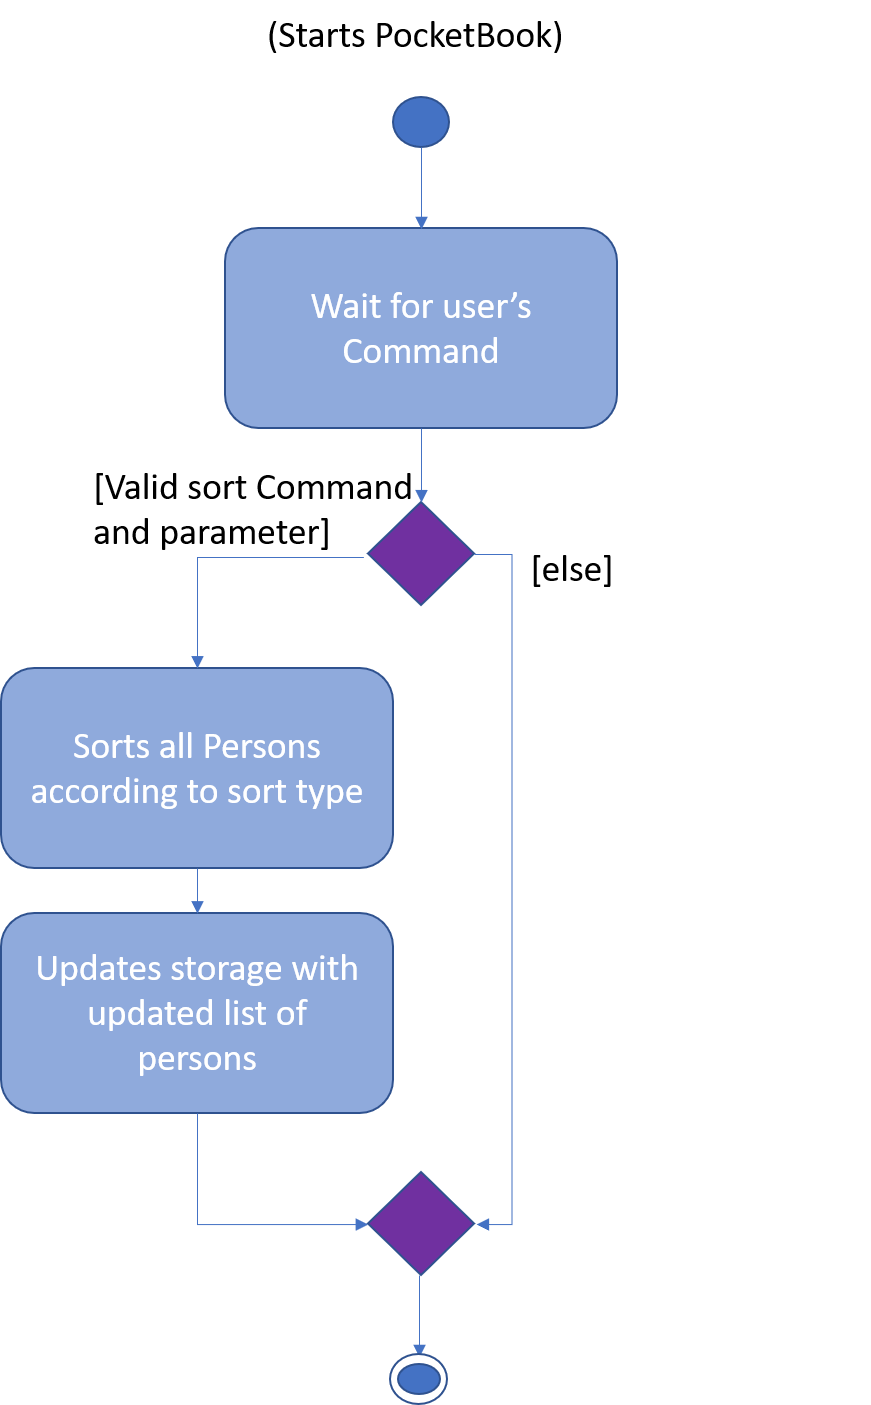 (Starts PocketBook)
Wait for user’s
Command
[Valid sort Command
and parameter]
[else]
Sorts all Persons
according to sort type
Updates storage with
updated list of
persons